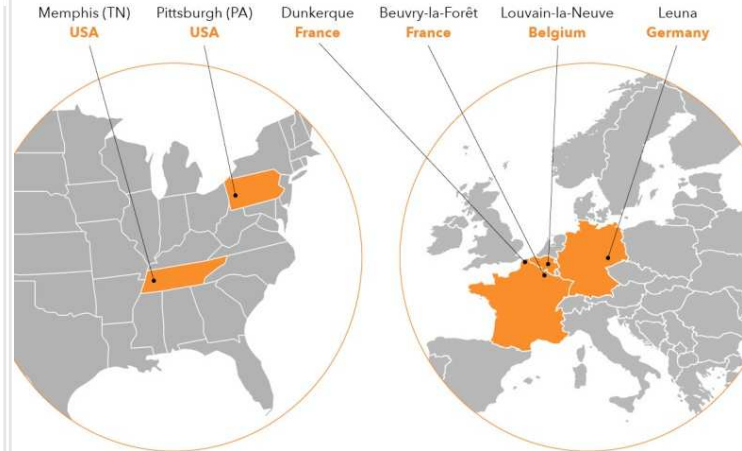 Memphis (TN)
USA
Pittsburgh (PA)
USA
Dunkerque
France
Beuvry-la-Forêt
France
Louvain-la-Neuve
Belgium
Leuna
Germany